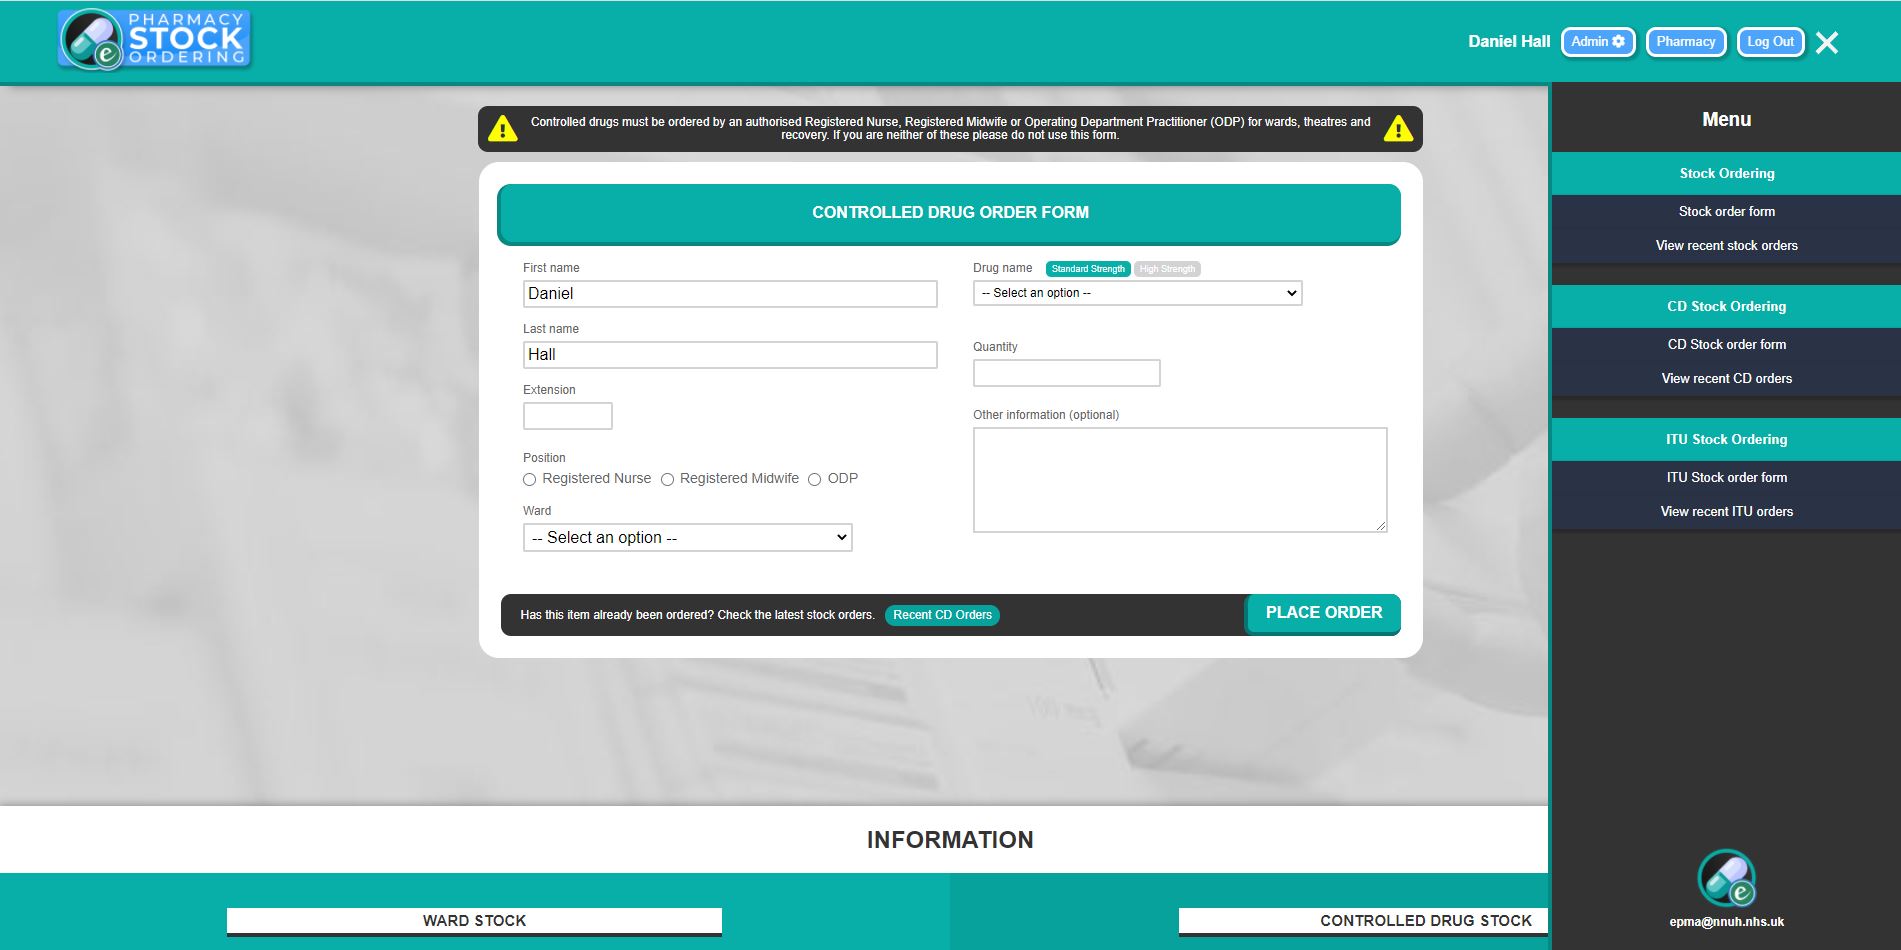 PHARMACY
STOCK
ORDERING
e
Daniel Hall
Admin
Pharmacy
Log Out
Controlled drugs must be ordered by an authorised Registered Nurse, Registered Midwife or Operating Department Practitioner (ODP) for wards, theatres and
recovery. If you are neither of these please do not use this form.
CONTROLLED DRUG ORDER FORM
First name
Daniel
Last name
Hall
Extension
Position
Registered Nurse
Registered Midwife
ODP
Ward
-- Select an option --
Drug name
Standard Strength
High Strength
-- Select an option --
Quantity
Other information (optional)
Has this item already been ordered? Check the latest stock orders.
Recent CD Orders
PLACE ORDER
Menu
Stock Ordering
Stock order form
View recent stock orders
CD Stock Ordering
CD Stock order form
View recent CD orders
ITU Stock Ordering
ITU Stock order form
View recent ITU orders
e
epma@nnuh.nhs.uk
INFORMATION
WARD STOCK
CONTROLLED DRUG STOCK